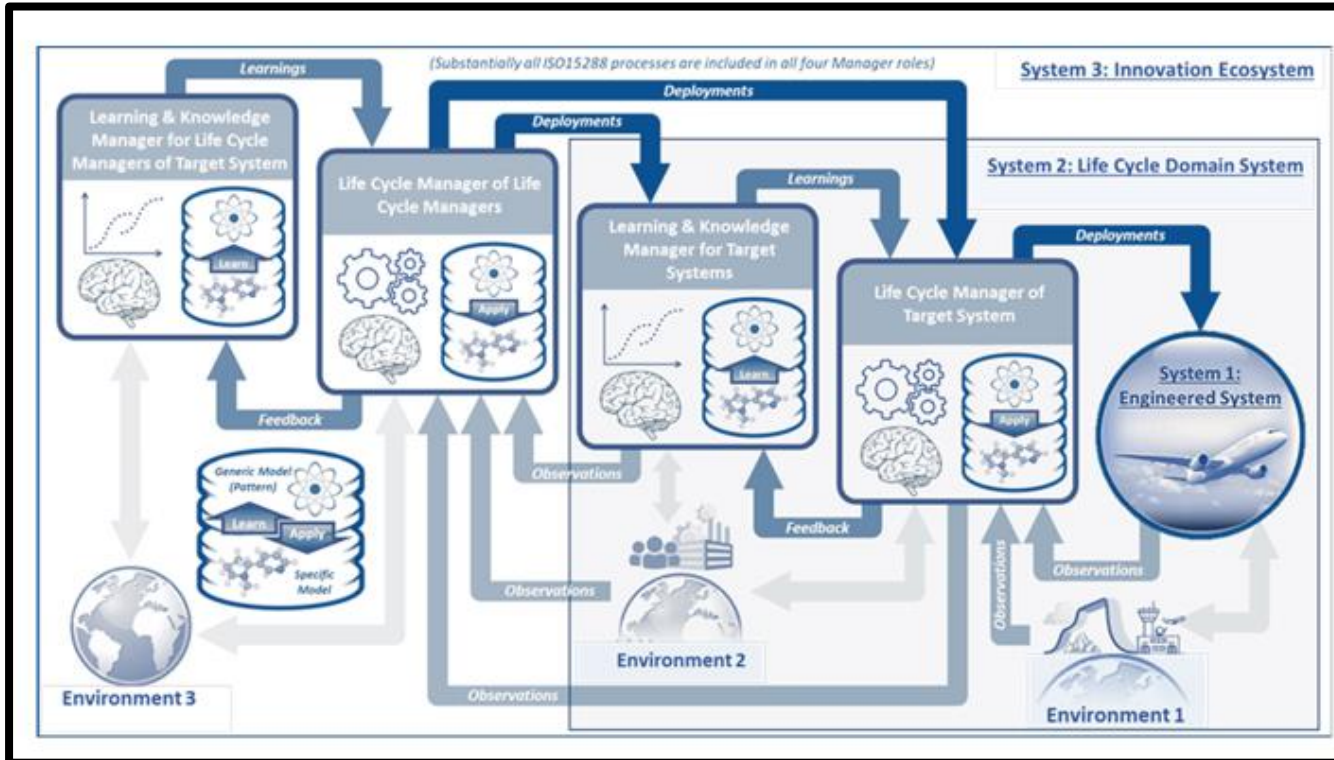 (Substantially all ISO15288 processes are included in all four Manager roles)
System 3: Innovation Ecosystem
Learnings
Deployments
Learning & Knowledge
Manager for Life Cycle
Managers of Target System
Learn
Life Cycle Manager of Life
Cycle Managers
Apply
Feedback
Deployments
System 2: Life Cycle Domain System
Learnings
Learning & Knowledge
Manager for Target
Systems
Learn
Life Cycle Manager of
Target System
Apply
Deployments
System 1:
Engineered System
Feedback
Observations
Observations
Observations
Observations
Observations
Generic Model
(Pattern)
Learn
Apply
Specific
Model
Environment 3
Environment 2
Environment 1